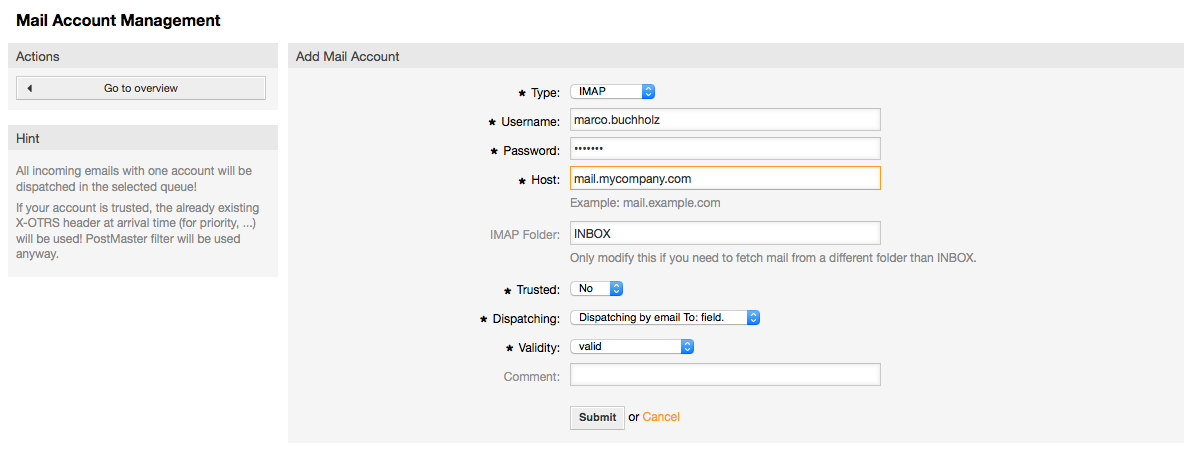 Mail Account Management
Actions
Go to overview
Hint
All incoming emails with one account will be
dispatched in the selected queue!
If your account is trusted, the already existing
X-OTRS header at arrival time (for priority, ...)
will be used! PostMaster filter will be used
anyway.
Add Mail Account
* Type: IMAP
* Username: marco.buchholz
* Password: •••••••
* Host: mail.mycompany.com
Example: mail.example.com
IMAP Folder: INBOX
Only modify this if you need to fetch mail from a different folder than INBOX.
* Trusted: No
* Dispatching: Dispatching by email To: field.
* Validity: valid
Comment:
Submit or Cancel